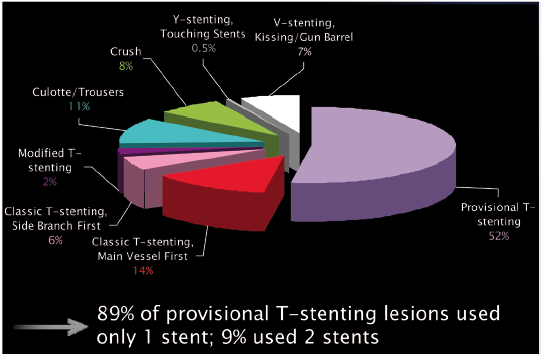 Y-stenting,
Touching Stents
0.5%
V-stenting,
Kissing/Gun Barrel
7%
Crush
8%
Culotte/Trousers
11%
Modified T-
stenting
2%
Classic T-stenting,
Side Branch First
6%
Classic T-stenting,
Main Vessel First
14%
Provisional T-
stenting
52%
89% of provisional T-stenting lesions used
only 1 stent; 9% used 2 stents